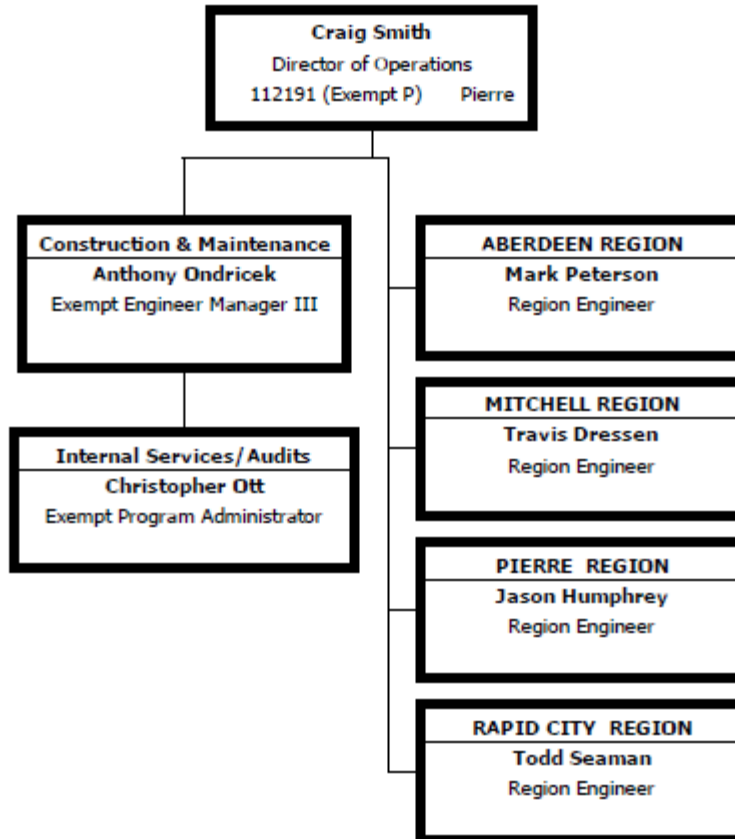 Craig Smith
Director of Operations
112191 (Exempt P) Pierre
Construction & Maintenance
Anthony Ondricek
Exempt Engineer Manager III
Internal Services/Audits
Christopher Ott
Exempt Program Administrator
ABERDEEN REGION
Mark Peterson
Region Engineer
MITCHELL REGION
Travis Dressen
Region Engineer
PIERRE REGION
Jason Humphrey
Region Engineer
RAPID CITY REGION
Todd Seaman
Region Engineer